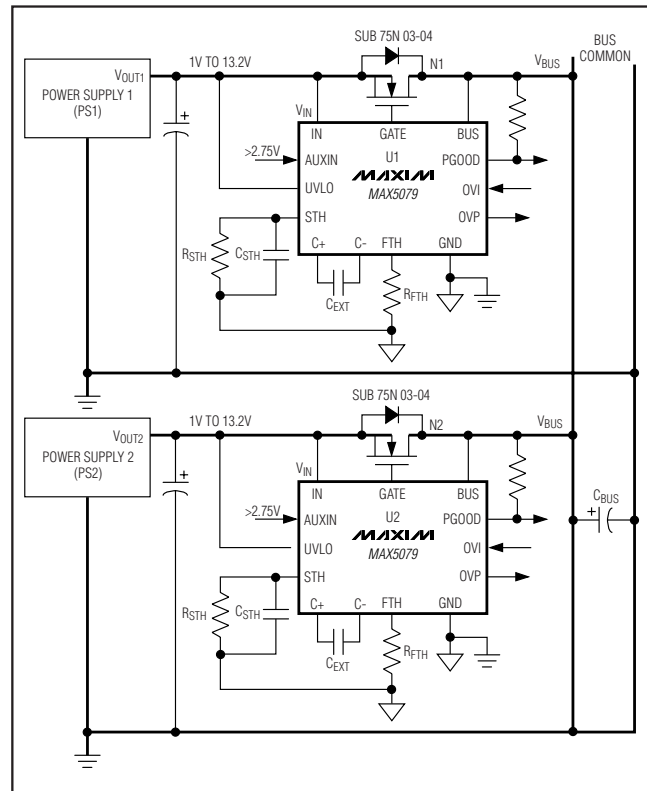 SUB 75N 03-04
BUS
COMMON
VOUT1
1V TO 13.2V
N1
VBUS
POWER SUPPLY 1
(PS1)
VIN
IN
GATE
BUS
>2.75V
AUXIN
U1
PGOOD
MAXIM
UVLO
MAX5079
OVI
STH
OVP
RSTH
CSTH
C+
C-
FTH
GND
CEXT
RFTH
SUB 75N 03-04
VOUT2
1V TO 13.2V
N2
VBUS
POWER SUPPLY 2
(PS2)
VIN
IN
GATE
BUS
CBUS
>2.75V
AUXIN
U2
PGOOD
MAXIM
UVLO
MAX5079
OVI
STH
OVP
RSTH
CSTH
C+
C-
FTH
GND
CEXT
RFTH